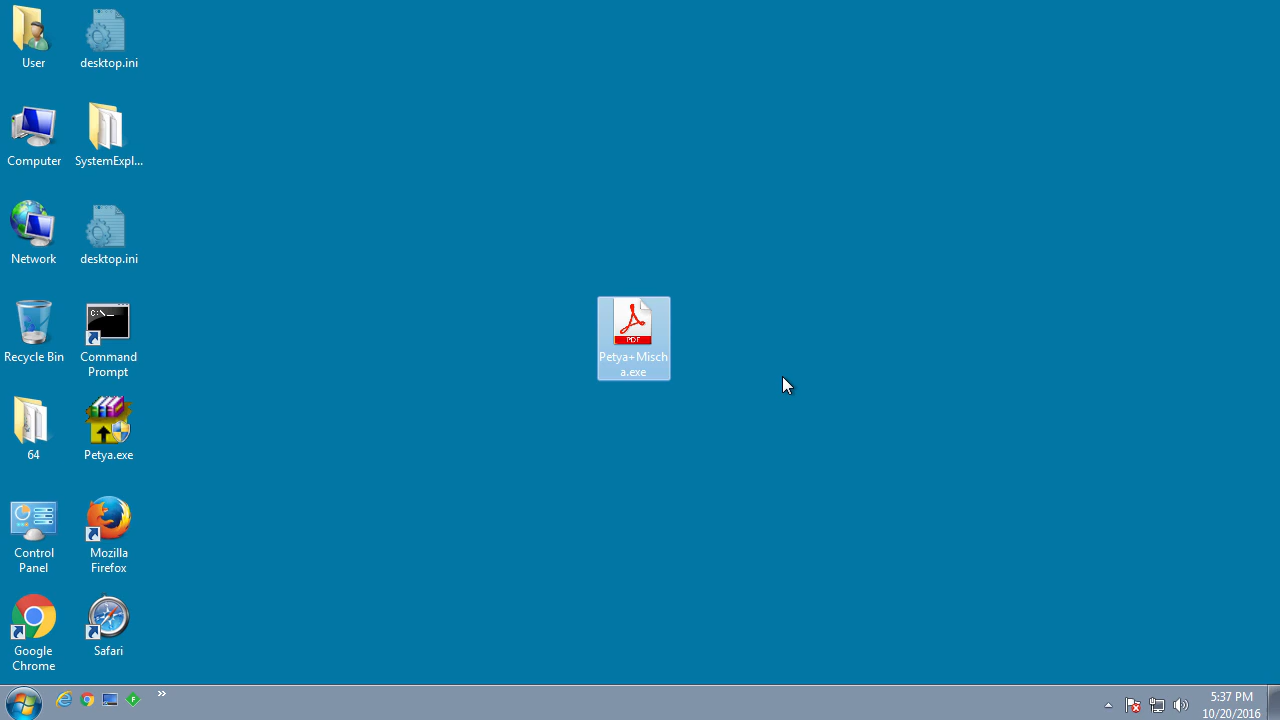 User
desktop.ini
Computer
SystemExpl...
Network
desktop.ini
C:\_
PDF
Recycle Bin
Command
Prompt
Petya+Misch
a.exe
64
Petya.exe
Control
Panel
Mozilla
Firefox
Google
Chrome
Safari
5:37 PM
10/20/2016